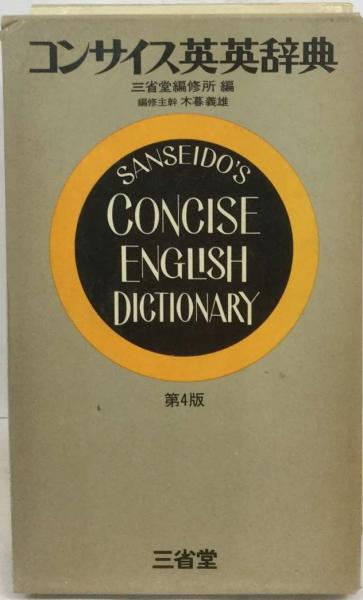 コンサイス英英辞典
三省堂編修所 編
編修主幹 木暮義雄
SANSEIDO'S
CONCISE
ENGLISH
DICTIONARY
第4版
三省堂